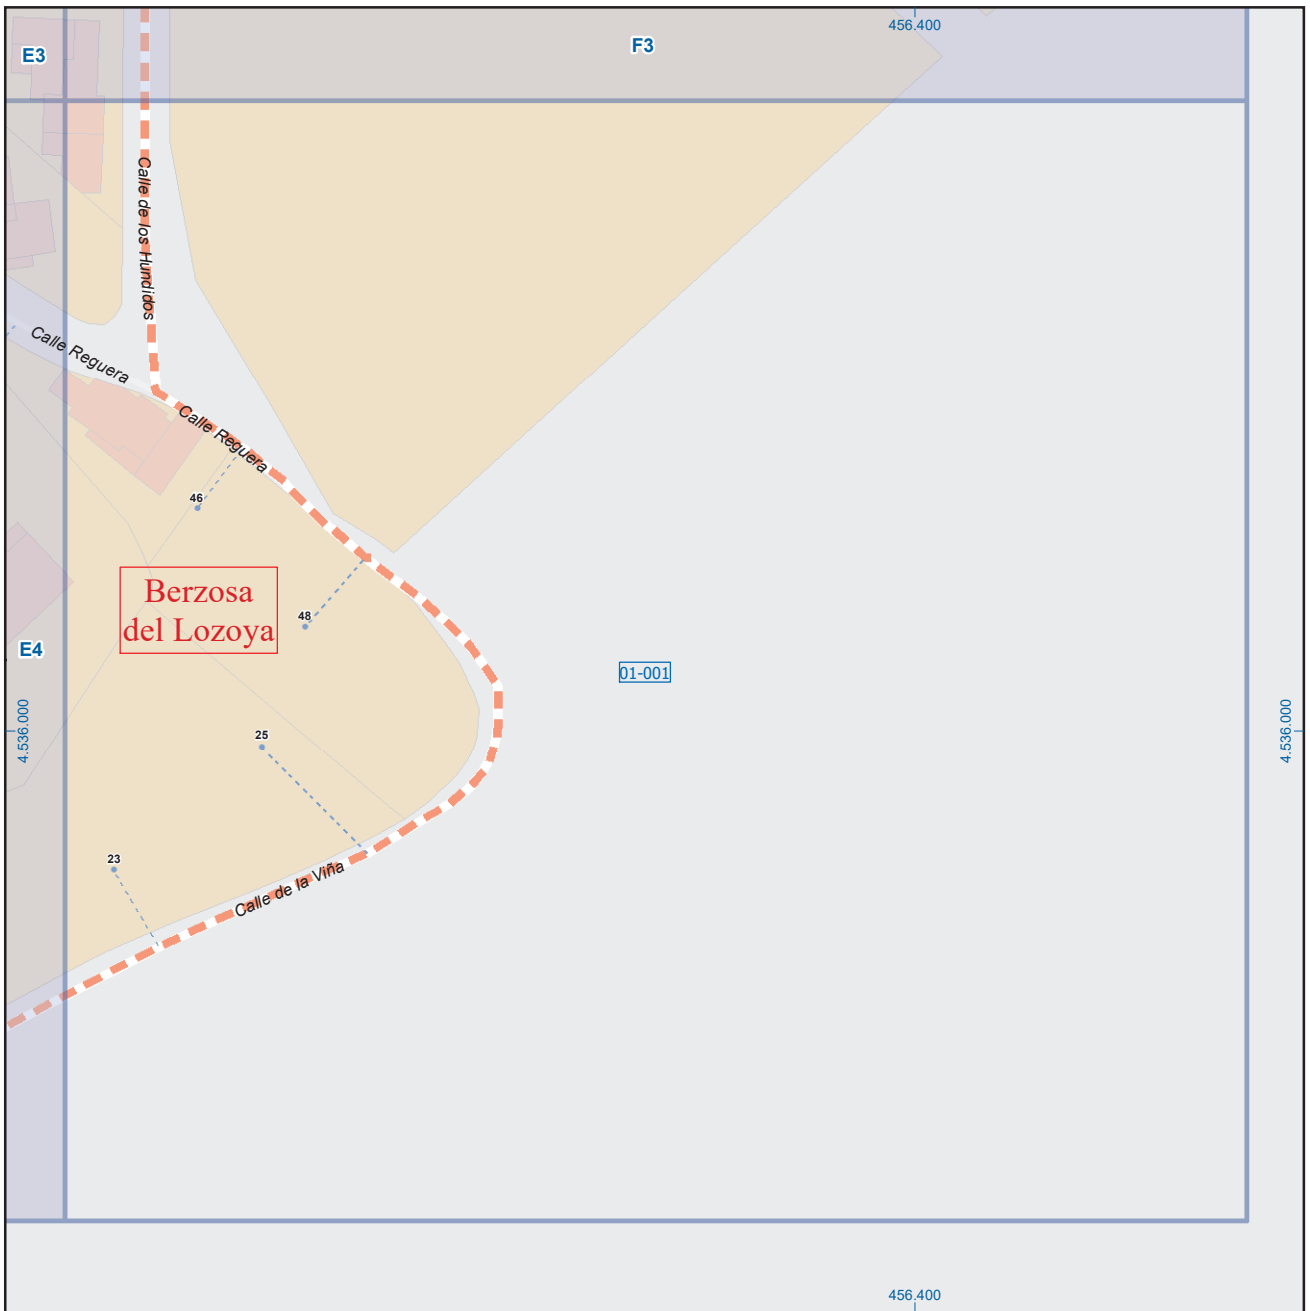 456.400
E3
F3
Calle de los Hundidos
Calle Reguera
Calle Reguera
46
Berzosa
del Lozoya
48
E4
01-001
4.536.000
4.536.000
25
23
Calle de la Viña
456.400